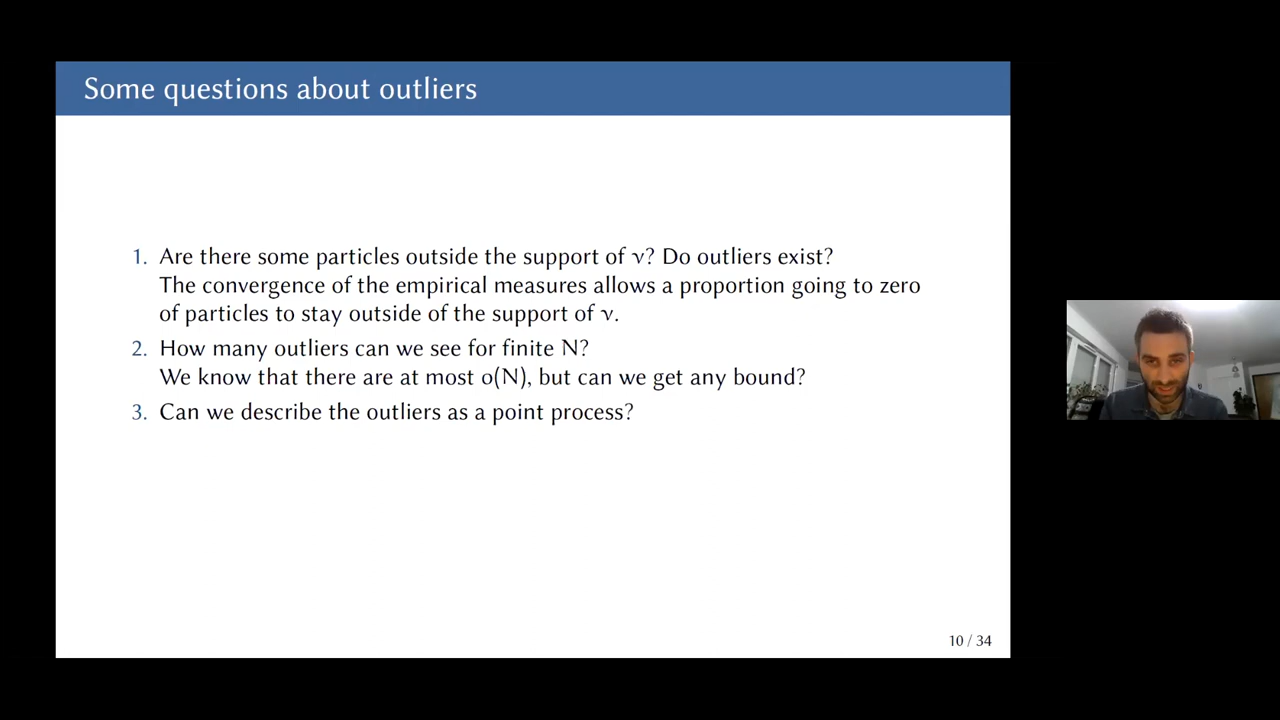 Some questions about outliers
1. Are there some particles outside the support of ν? Do outliers exist?
The convergence of the empirical measures allows a proportion going to zero
of particles to stay outside of the support of ν.
2. How many outliers can we see for finite N?
We know that there are at most o(N), but can we get any bound?
3. Can we describe the outliers as a point process?
10 / 34